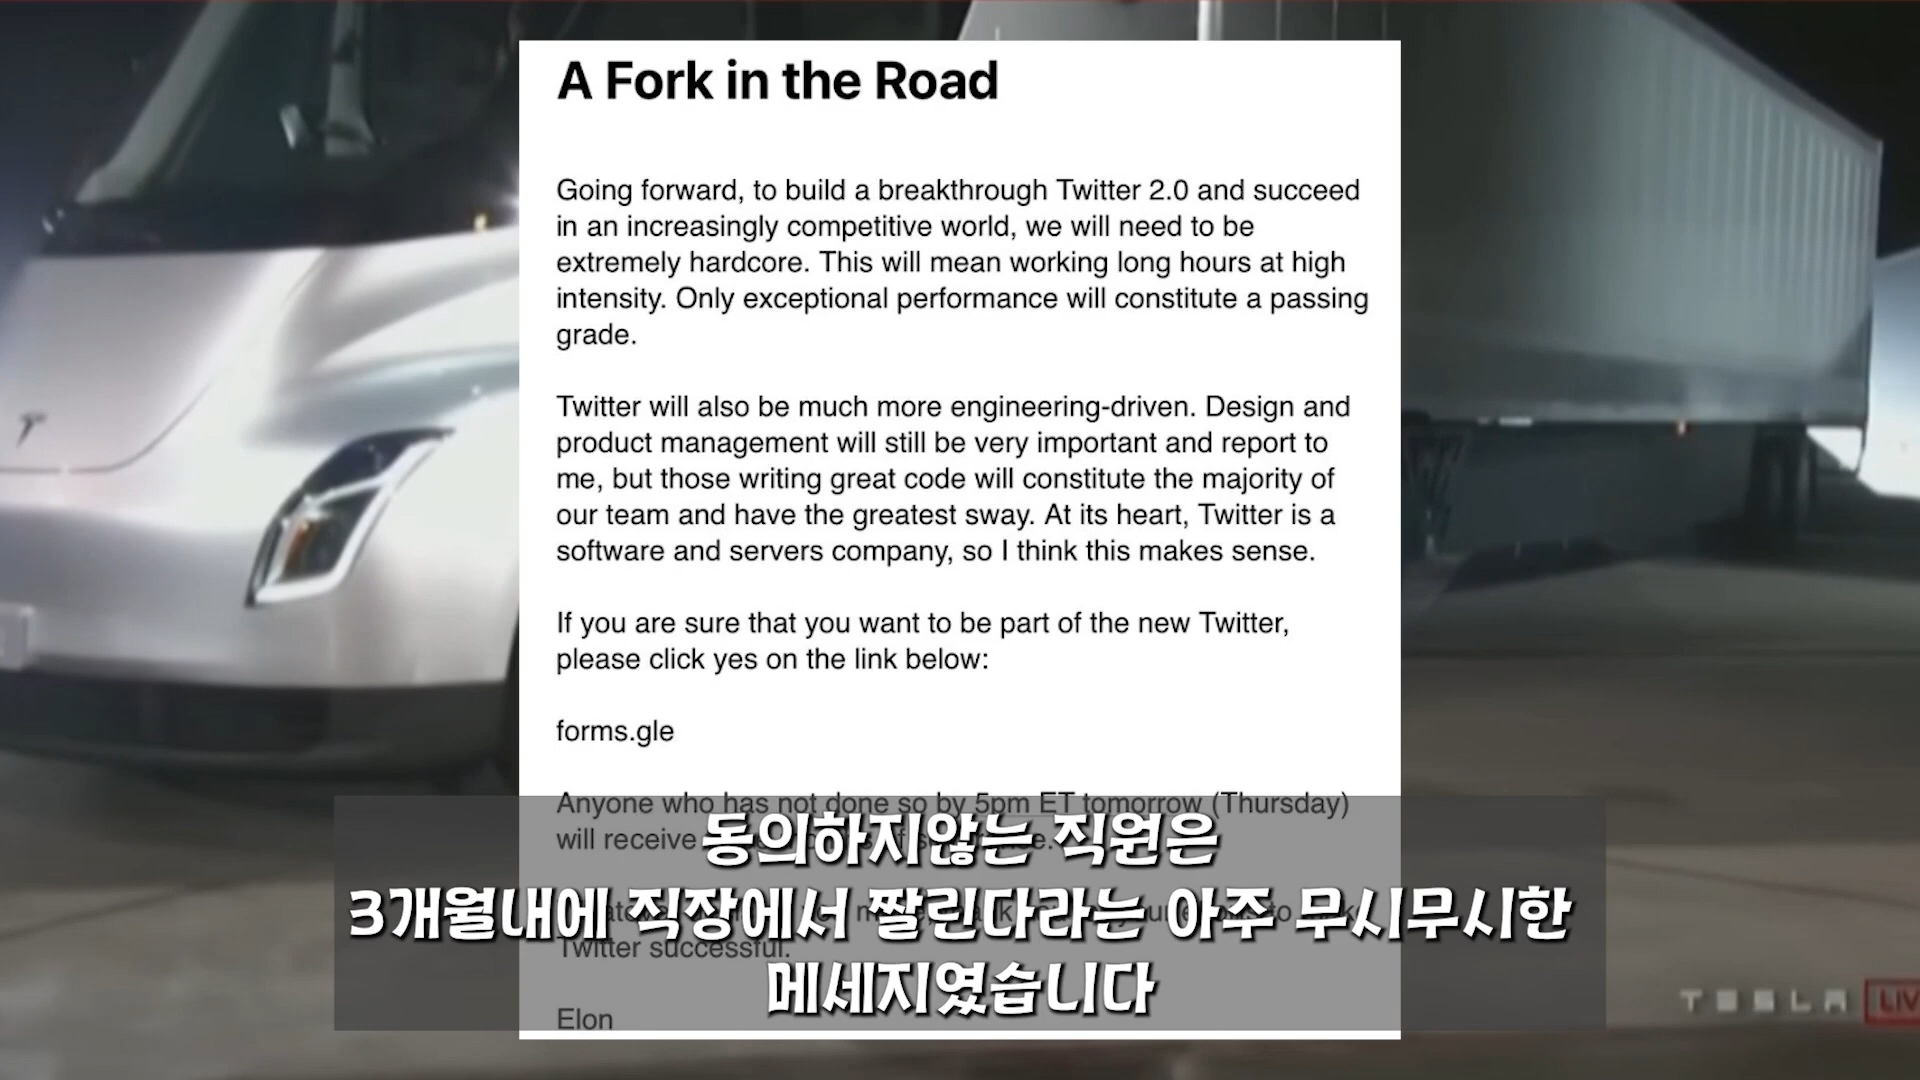 A Fork in the Road
Going forward, to build a breakthrough Twitter 2.0 and succeed
in an increasingly competitive world, we will need to be
extremely hardcore. This will mean working long hours at high
intensity. Only exceptional performance will constitute a passing
grade.
Twitter will also be much more engineering-driven. Design and
product management will still be very important and report to
me, but those writing great code will constitute the majority of
our team and have the greatest sway. At its heart, Twitter is a
software and servers company, so I think this makes sense.
If you are sure that you want to be part of the new Twitter,
please click yes on the link below:
forms.gle
Anyone who has not done so by 5pm ET tomorrow (Thursday)
will receive
Twitter successful.
Elon
동의하지않는 직원은
3개월내에 직장에서 짤린다라는 아주 무시무시한
메세지였습니다
TESLA LIV